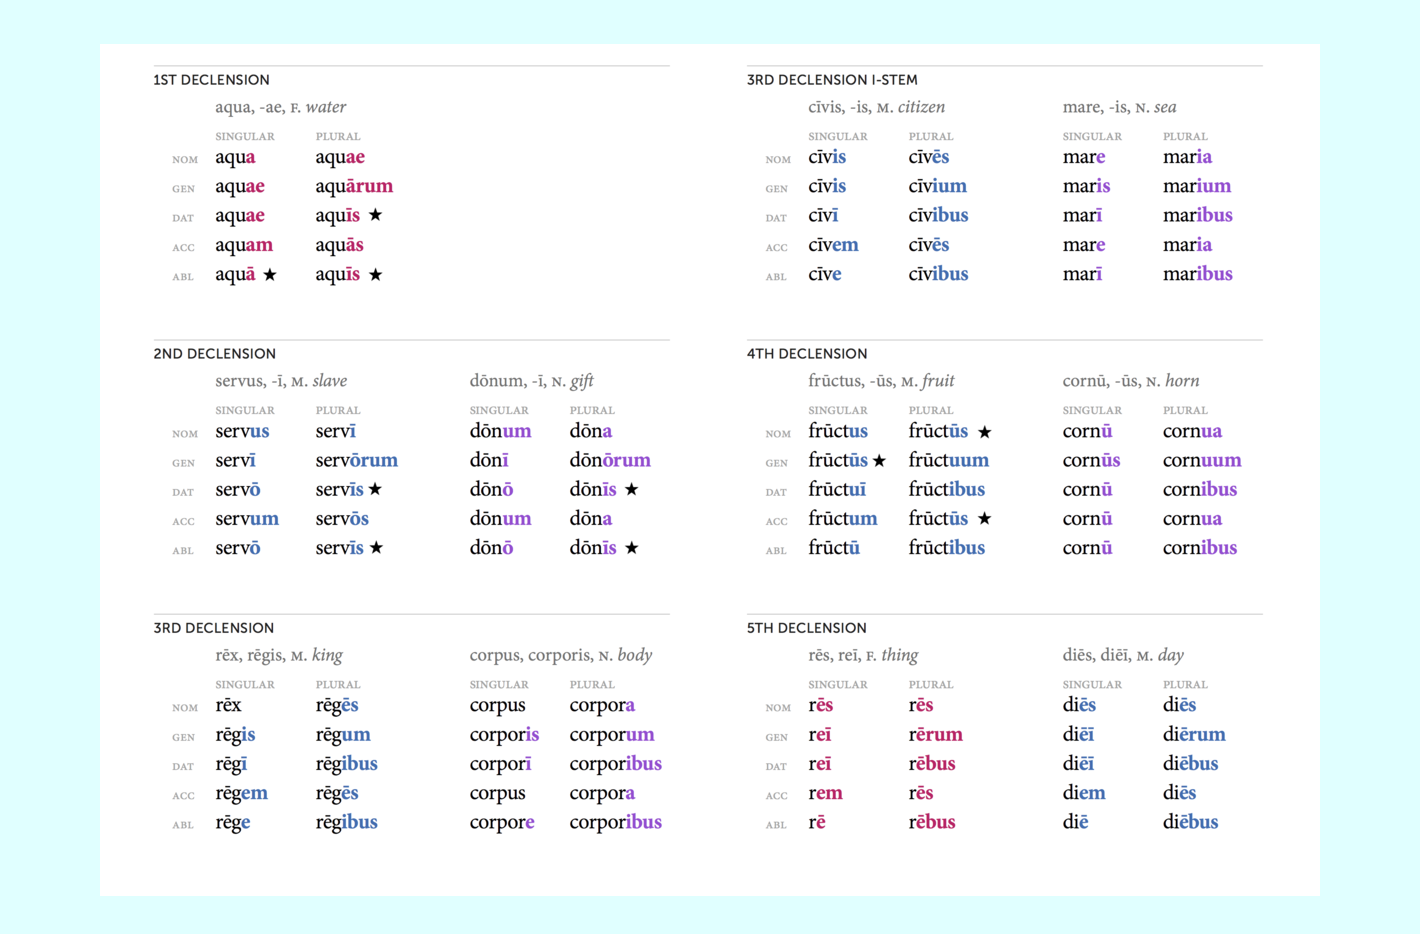 1ST DECLENSION
aqua, -ae, F. water
SINGULAR PLURAL
NOM aqua aquae
GEN aquae aquārum
DAT aquae aquīs ★
ACC aquam aquās
ABL aquā ★ aquīs ★
2ND DECLENSION
servus, -ī, M. slave dōnum, -ī, N. gift
SINGULAR PLURAL SINGULAR PLURAL
NOM servus servī dōnum dōna
GEN servī servōrum dōnī dōnōrum
DAT servō servīs ★ dōnō dōnīs ★
ACC servum servōs dōnum dōna
ABL servō servīs ★ dōnō dōnīs ★
3RD DECLENSION
rēx, rēgis, M. king corpus, corporis, N. body
SINGULAR PLURAL SINGULAR PLURAL
NOM rēx rēgēs corpus corpora
GEN rēgis rēgum corporis corporum
DAT rēgī rēgibus corporī corporibus
ACC rēgem rēgēs corpus corpora
ABL rēge rēgibus corpore corporibus
3RD DECLENSION I-STEM
cīvis, -is, M. citizen mare, -is, N. sea
SINGULAR PLURAL SINGULAR PLURAL
NOM cīvis cīvēs mare maria
GEN cīvis cīvium maris marium
DAT cīvī cīvibus marī maribus
ACC cīvem cīvēs mare maria
ABL cīve cīvibus marī maribus
4TH DECLENSION
frūctus, -ūs, M. fruit cornū, -ūs, N. horn
SINGULAR PLURAL SINGULAR PLURAL
NOM frūctus frūctūs ★ cornū cornua
GEN frūctūs ★ frūctuum cornūs cornuum
DAT frūctuī frūctibus cornū cornibus
ACC frūctum frūctūs ★ cornū cornua
ABL frūctū frūctibus cornū cornibus
5TH DECLENSION
rēs, reī, F. thing diēs, diēī, M. day
SINGULAR PLURAL SINGULAR PLURAL
NOM rēs rēs diēs diēs
GEN reī rērum diēī diērum
DAT reī rēbus diēī diēbus
ACC rem rēs diem diēs
ABL rē rēbus diē diēbus